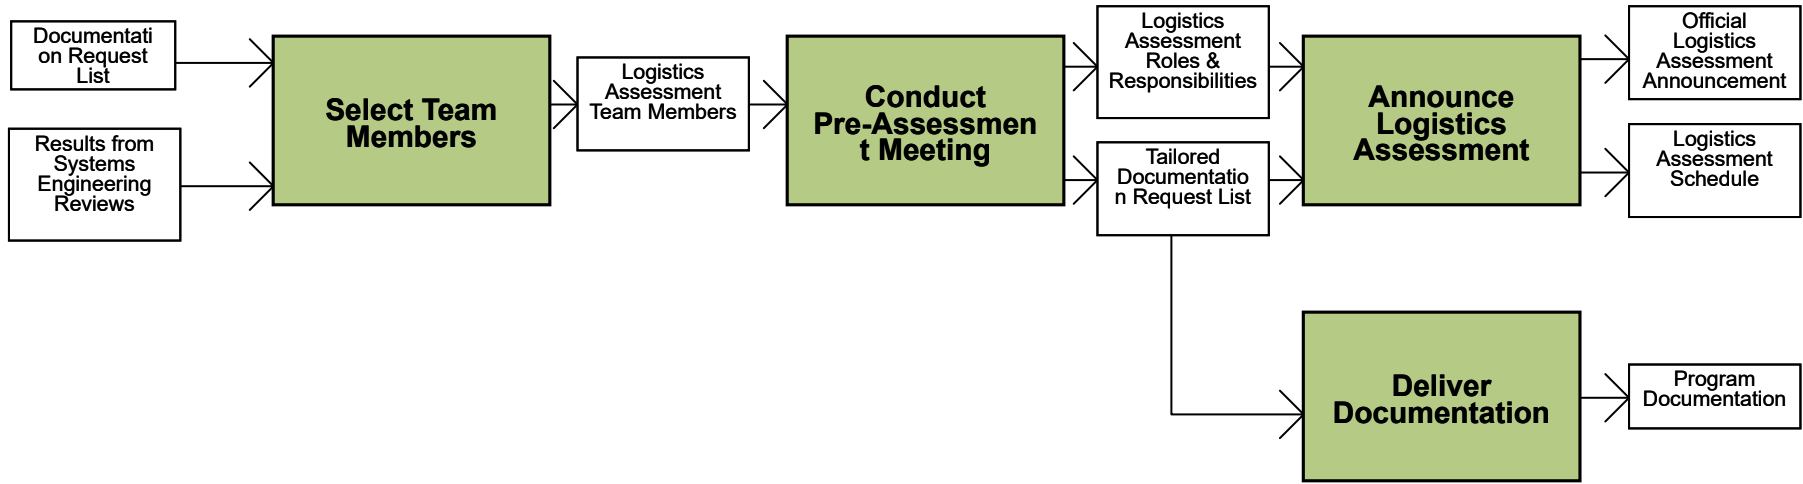 Documentati
on Request
List
Results from
Systems
Engineering
Reviews
Select Team
Members
Logistics
Assessment
Team Members
Conduct
Pre-Assessmen
t Meeting
Logistics
Assessment
Roles &
Responsibilities
Tailored
Documentatio
n Request List
Announce
Logistics
Assessment
Official
Logistics
Assessment
Announcement
Logistics
Assessment
Schedule
Deliver
Documentation
Program
Documentation